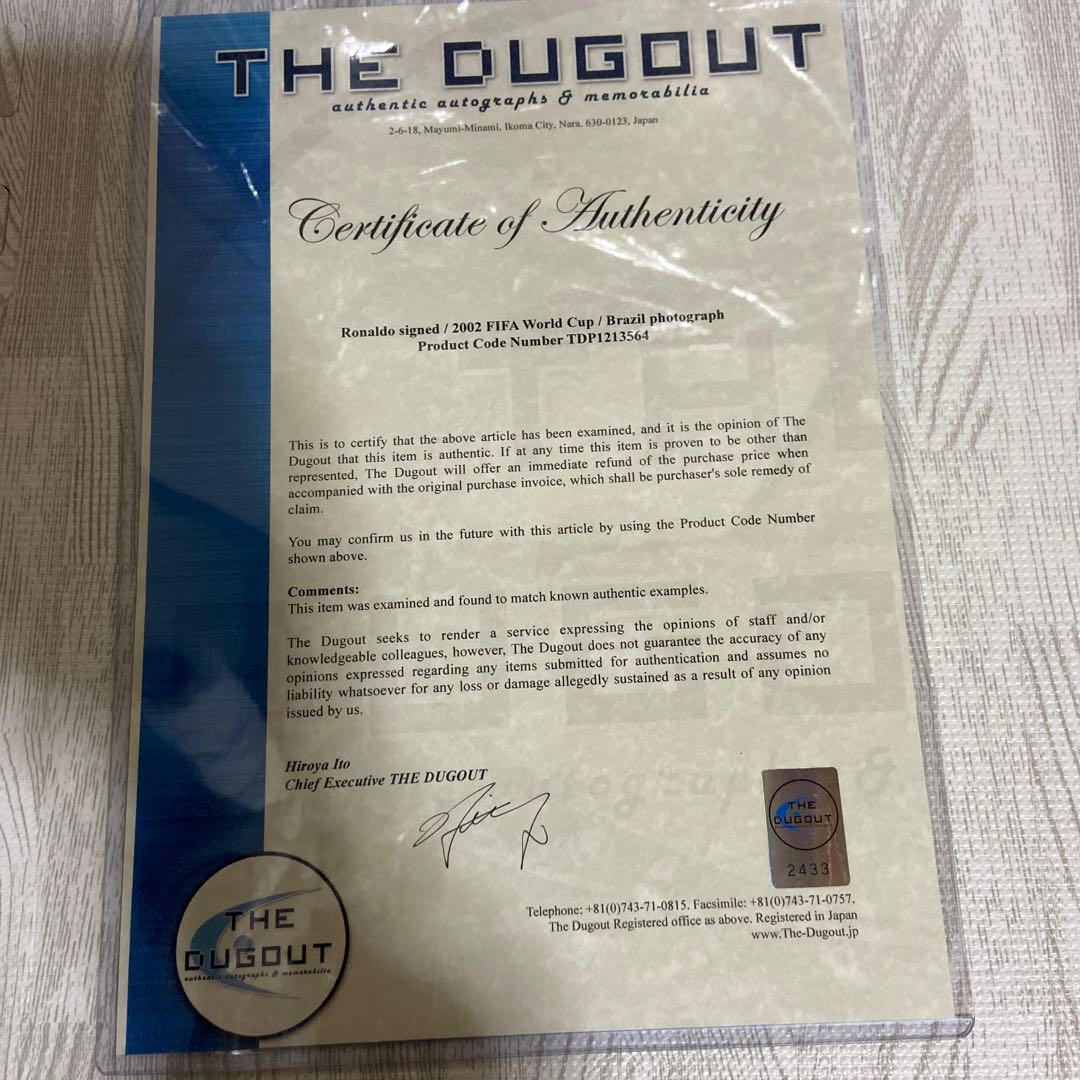 THE DUGOUT
authentic autographs & memorabilia
2-6-18, Mayumi-Minami, Ikoma City, Nara. 630-0123, Japan
Certificate of Authenticity
Ronaldo signed / 2002 FIFA World Cup / Brazil photograph
Product Code Number TDP1213564
This is to certify that the above article has been examined, and it is the opinion of The
Dugout that this item is authentic. If at any time this item is proven to be other than
represented, The Dugout will offer an immediate refund of the purchase price when
accompanied with the original purchase invoice, which shall be purchaser's sole remedy of
claim.
You may confirm us in the future with this article by using the Product Code Number
shown above.
Comments:
This item was examined and found to match known authentic examples.
The Dugout seeks to render a service expressing the opinions of staff and/or
knowledgeable colleagues, however, The Dugout does not guarantee the accuracy of any
opinions expressed regarding any items submitted for authentication and assumes no
liability whatsoever for any loss or damage allegedly sustained as a result of any opinion
issued by us.
Hiroya Ito
Chief Executive THE DUGOUT
THE
DUGOUT
2433
Telephone: +81(0)743-71-0815. Facsimile: +81(0)743-71-0757.
The Dugout Registered office as above. Registered in Japan
www.The-Dugout.jp
THE
DUGOUT
authentic autographs & memorabilia